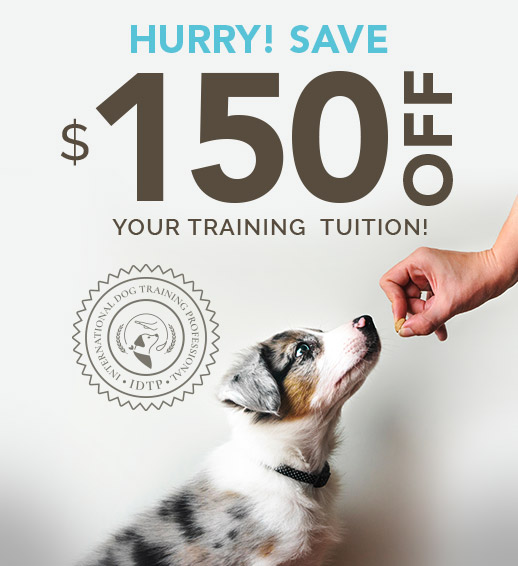 HURRY! SAVE
$150 OFF
YOUR TRAINING TUITION!
INTERNATIONAL DOG TRAINING PROFESSIONAL
• IDTP •